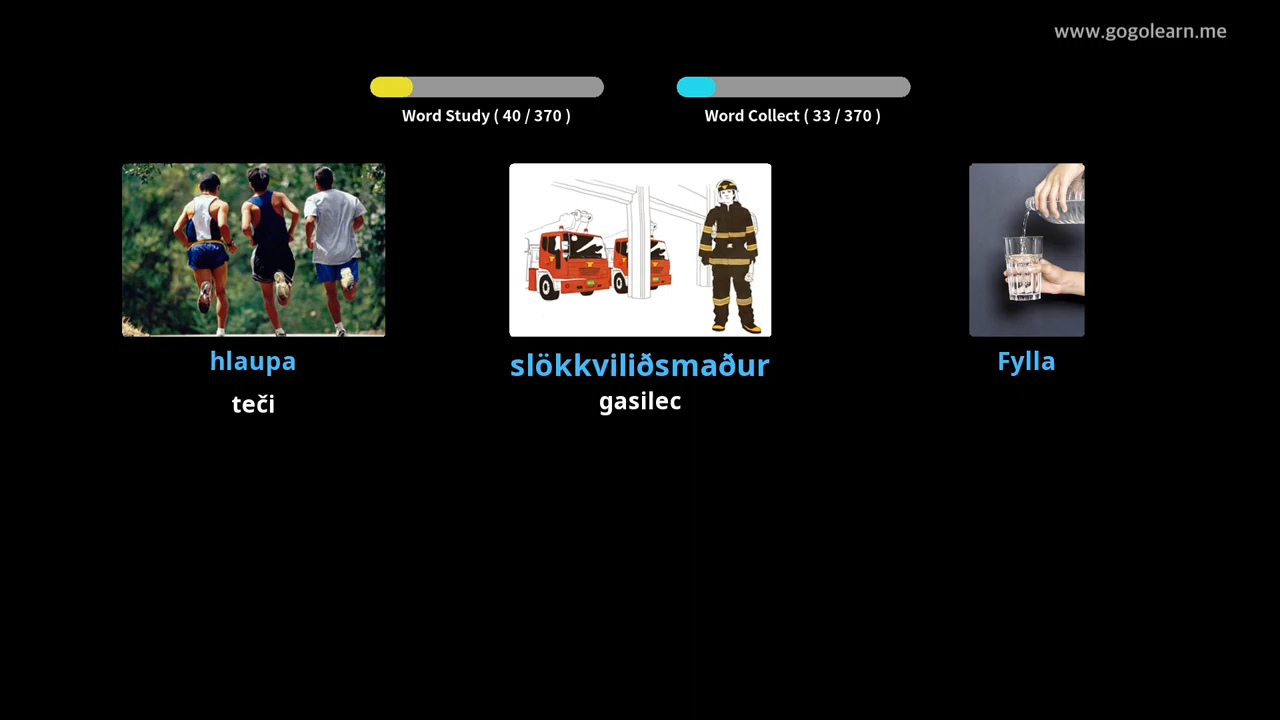 www.gogolearn.me
Word Study ( 40 / 370 )
Word Collect ( 33 / 370 )
hlaupa
teči
slökkviliðsmaður
gasilec
Fylla